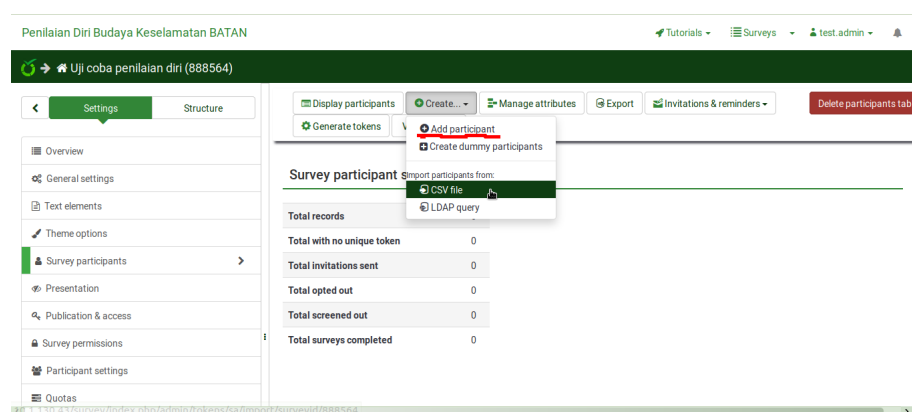 Penilaian Diri Budaya Keselamatan BATAN
Tutorials
Surveys
test.admin
Uji coba penilaian diri (888564)
Settings
Structure
Display participants
Create...
Manage attributes
Export
Invitations & reminders
Delete participants tab
Generate tokens
V
Add participant
Create dummy participants
Import participants from:
CSV file
LDAP query
Overview
General settings
Text elements
Theme options
Survey participants
Presentation
Publication & access
Survey permissions
Participant settings
Quotas
Survey participant s
Total records
Total with no unique token 0
Total invitations sent 0
Total opted out 0
Total screened out 0
Total surveys completed 0